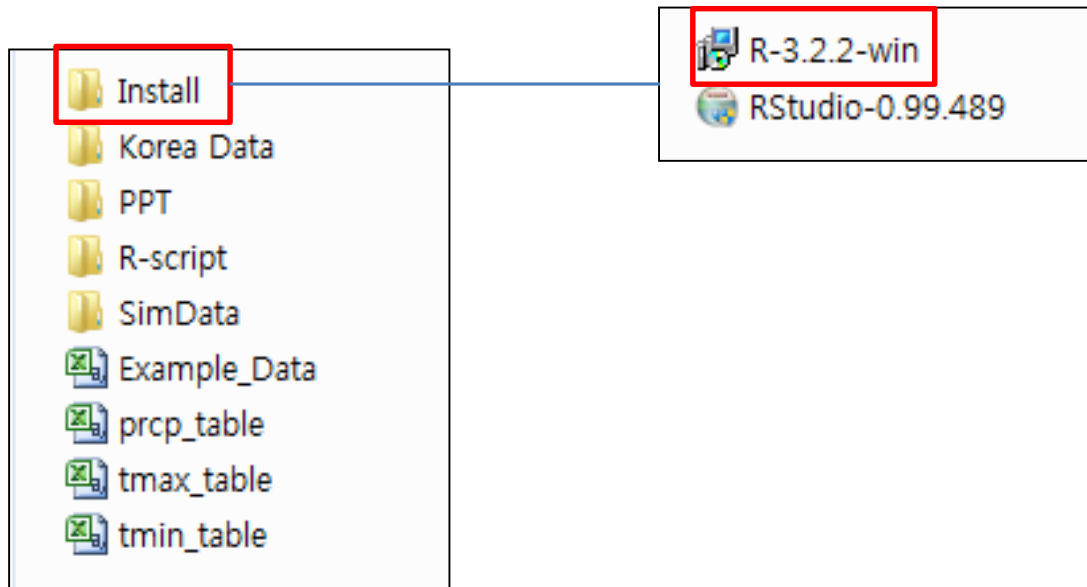 Install
Korea Data
PPT
R-script
SimData
Example_Data
prcp_table
tmax_table
tmin_table
R-3.2.2-win
RStudio-0.99.489